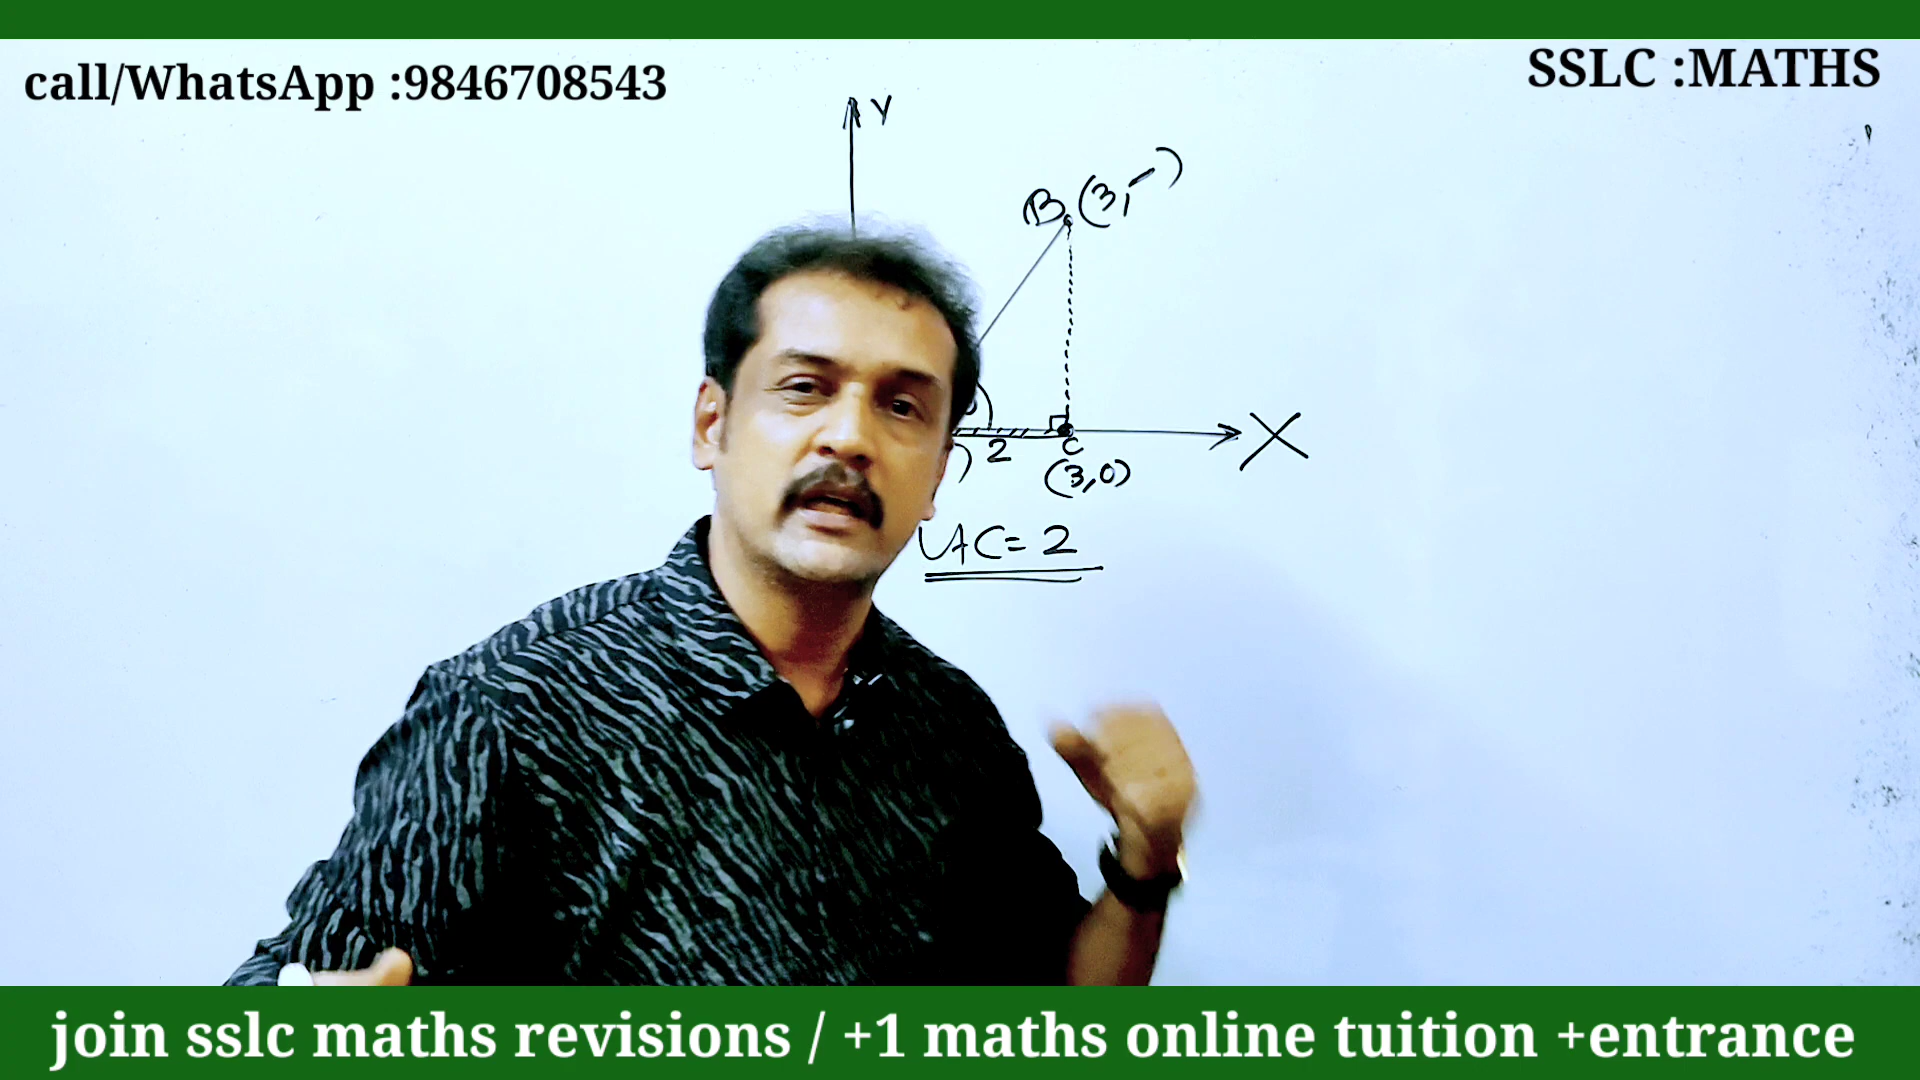 call/WhatsApp :9846708543
SSLC :MATHS
Y
B (3,-)
2
C
(3,0)
X
AC = 2
join sslc maths revisions / +1 maths online tuition +entrance